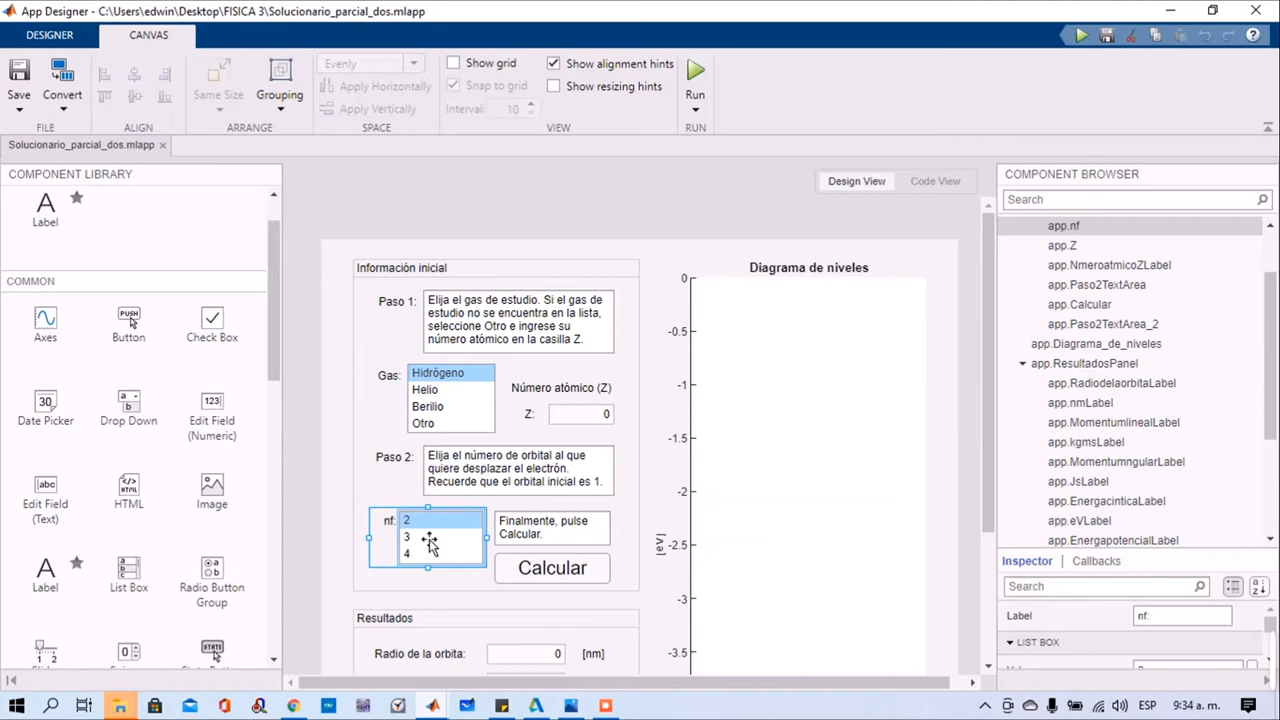 App Designer - C:\Users\edwin\Desktop\FISICA 3\Solucionario_parcial_dos.mlapp
DESIGNER
CANVAS
Save
Convert
FILE
ALIGN
Same Size
Grouping
ARRANGE
Evenly
Apply Horizontally
Apply Vertically
SPACE
Show grid
Snap to grid
Interval:
10
Show alignment hints
Show resizing hints
VIEW
Run
RUN
Solucionario_parcial_dos.mlapp
COMPONENT LIBRARY
Label
COMMON
Axes
Button
Check Box
Date Picker
Drop Down
Edit Field
(Numeric)
Edit Field
(Text)
HTML
Image
Label
List Box
Radio Button
Group
Design View
Code View
Información inicial
Paso 1:
Elija el gas de estudio. Si el gas de
estudio no se encuentra en la lista,
seleccione Otro e ingrese su
número atómico en la casilla Z.
Gas:
Hidrógeno
Helio
Berilio
Otro
Número atómico (Z)
Z:
0
Paso 2:
Elija el número de orbital al que
quiere desplazar el electrón.
Recuerde que el orbital inicial es 1.
nf:
2
3
4
Finalmente, pulse
Calcular.
Calcular
Resultados
Radio de la orbita:
0
[nm]
Diagrama de niveles
0
-0.5
-1
-1.5
-2
-2.5
-3
-3.5
[eV]
COMPONENT BROWSER
Search
app.nf
app.Z
app.NmeroatmicoZLabel
app.Paso2TextArea
app.Calcular
app.Paso2TextArea_2
app.Diagrama_de_niveles
app.ResultadosPanel
app.RadiodelaorbitaLabel
app.nmLabel
app.MomentumlinealLabel
app.kgmsLabel
app.MomentumngularLabel
app.JsLabel
app.EnergacinticaLabel
app.eVLabel
app.EnergapotencialLabel
Inspector
Callbacks
Search
Label
nf:
LIST BOX
ESP
9:34 a. m.